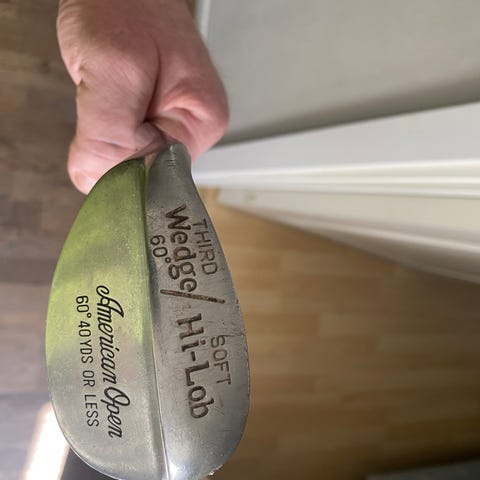 THIRD
Wedge/
60°
SOFT
Hi-Lob
American Open
60° 40 YDS OR LESS